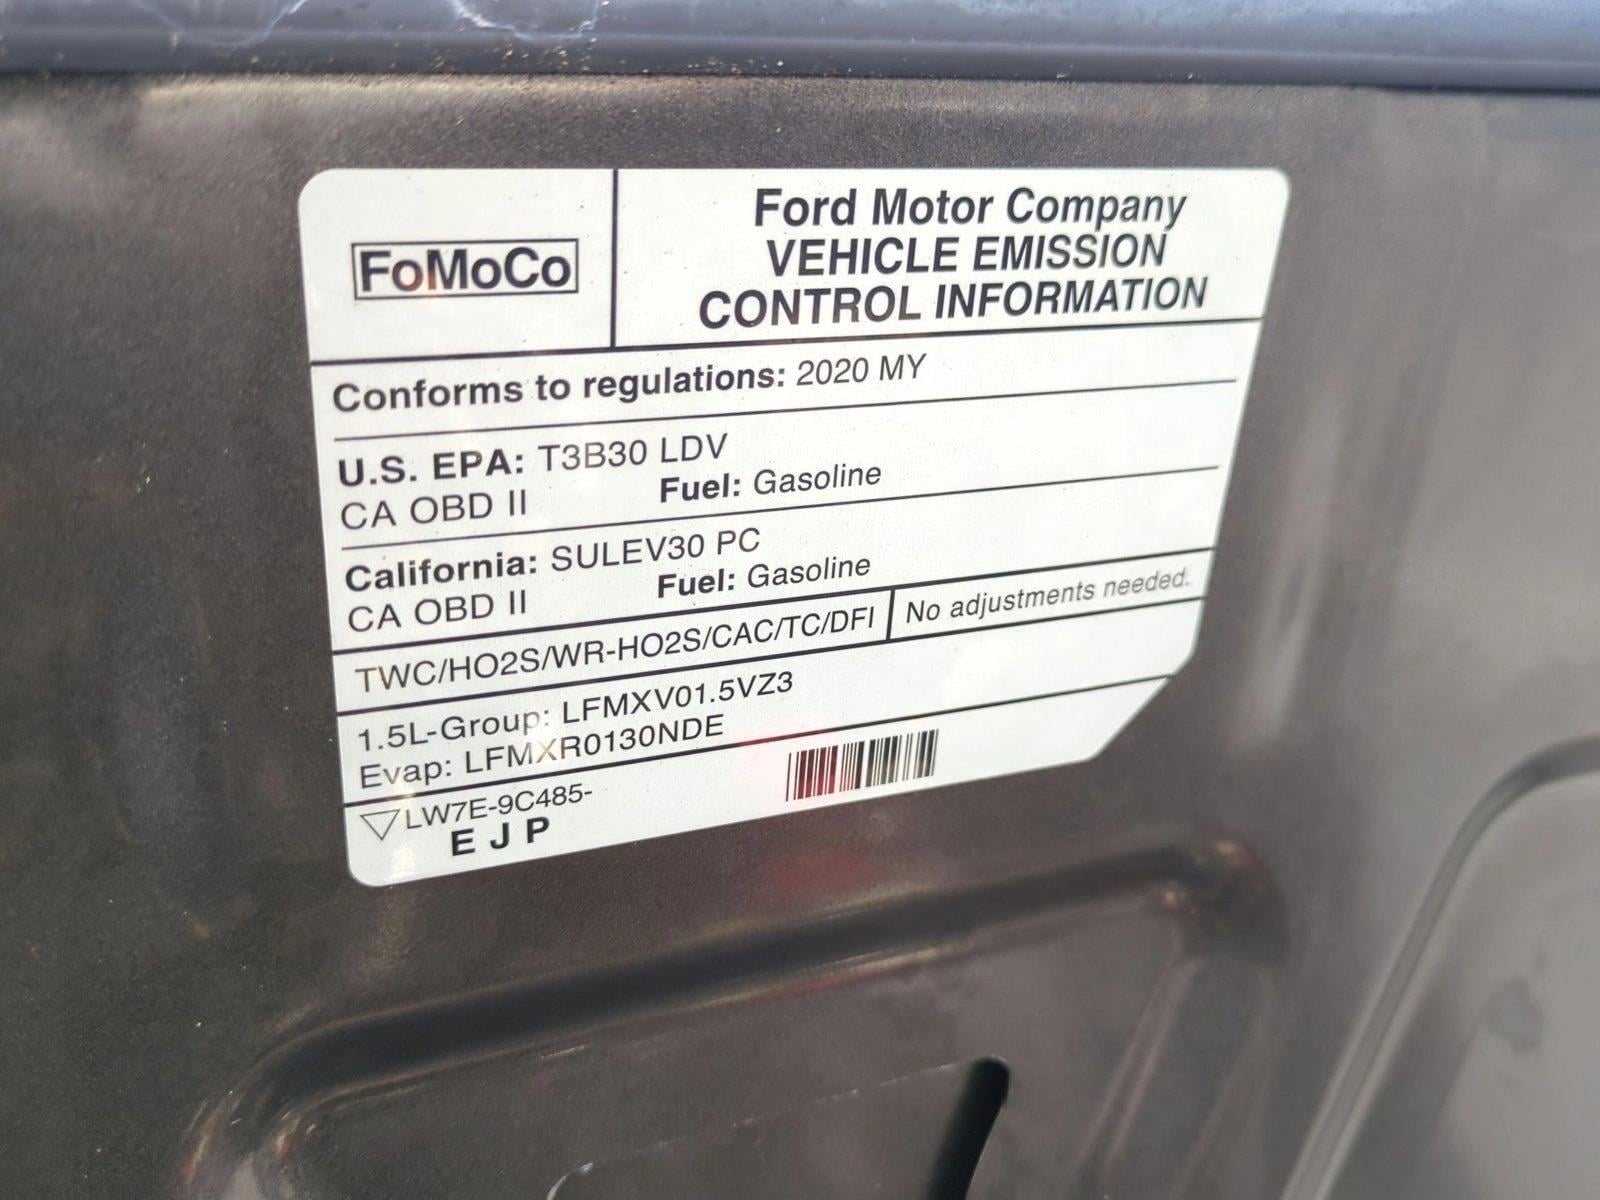 FoMoCo
Ford Motor Company
VEHICLE EMISSION
CONTROL INFORMATION
Conforms to regulations: 2020 MY
U.S. EPA: T3B30 LDV
CA OBD II Fuel: Gasoline
California: SULEV30 PC
CA OBD II Fuel: Gasoline
TWC/HO2S/WR-HO2S/CAC/TC/DFI No adjustments needed.
1.5L-Group: LFMXV01.5VZ3
Evap: LFMXR0130NDE
LW7E-9C485-
E J P